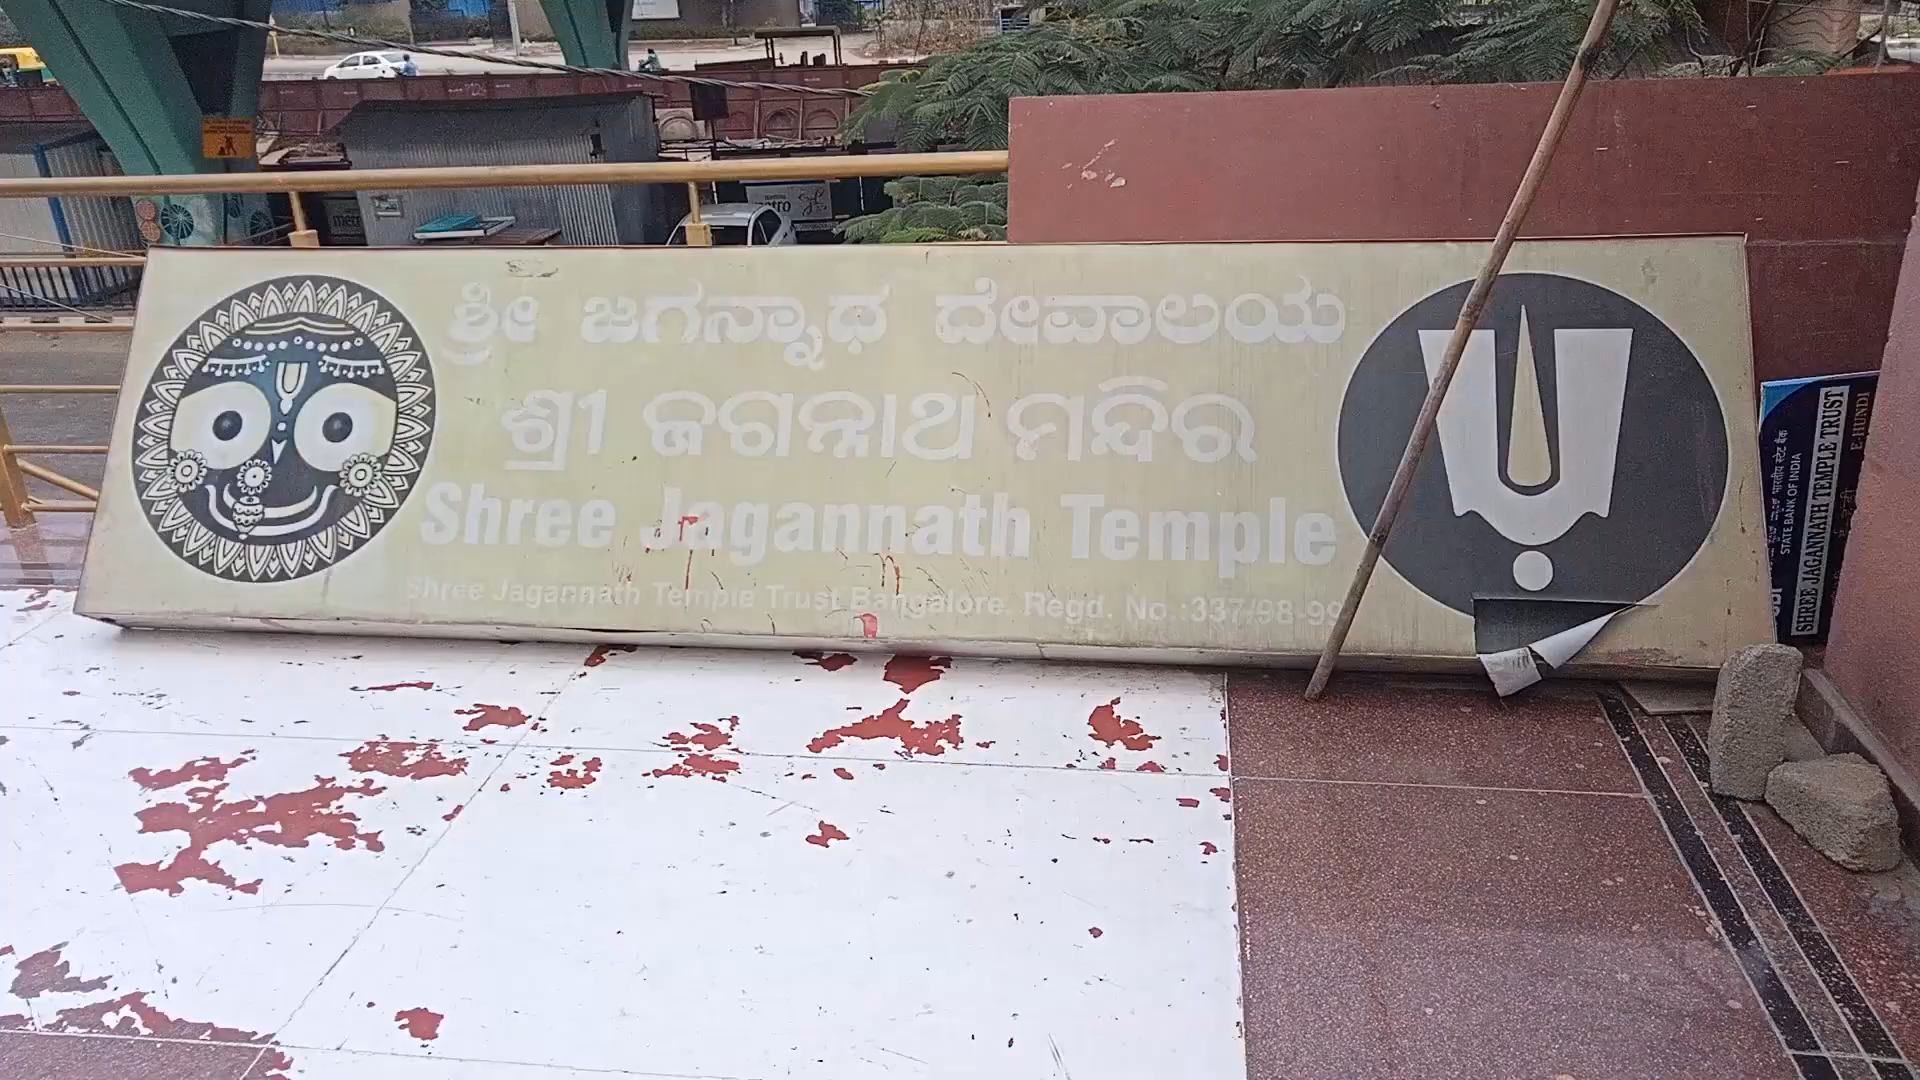 ಶ್ರೀ ಜಗನ್ನಾಥ ದೇವಾಲಯ
ଶ୍ରୀ ଜଗନ୍ନାଥ ମନ୍ଦିର
Shree Jagannath Temple
Shree Jagannath Temple Trust Bangalore. Regd. No.:337/98-99
भारतीय स्टेट बैंक
STATE BANK OF INDIA
SHREE JAGANNATH TEMPLE TRUST
E-HUNDI